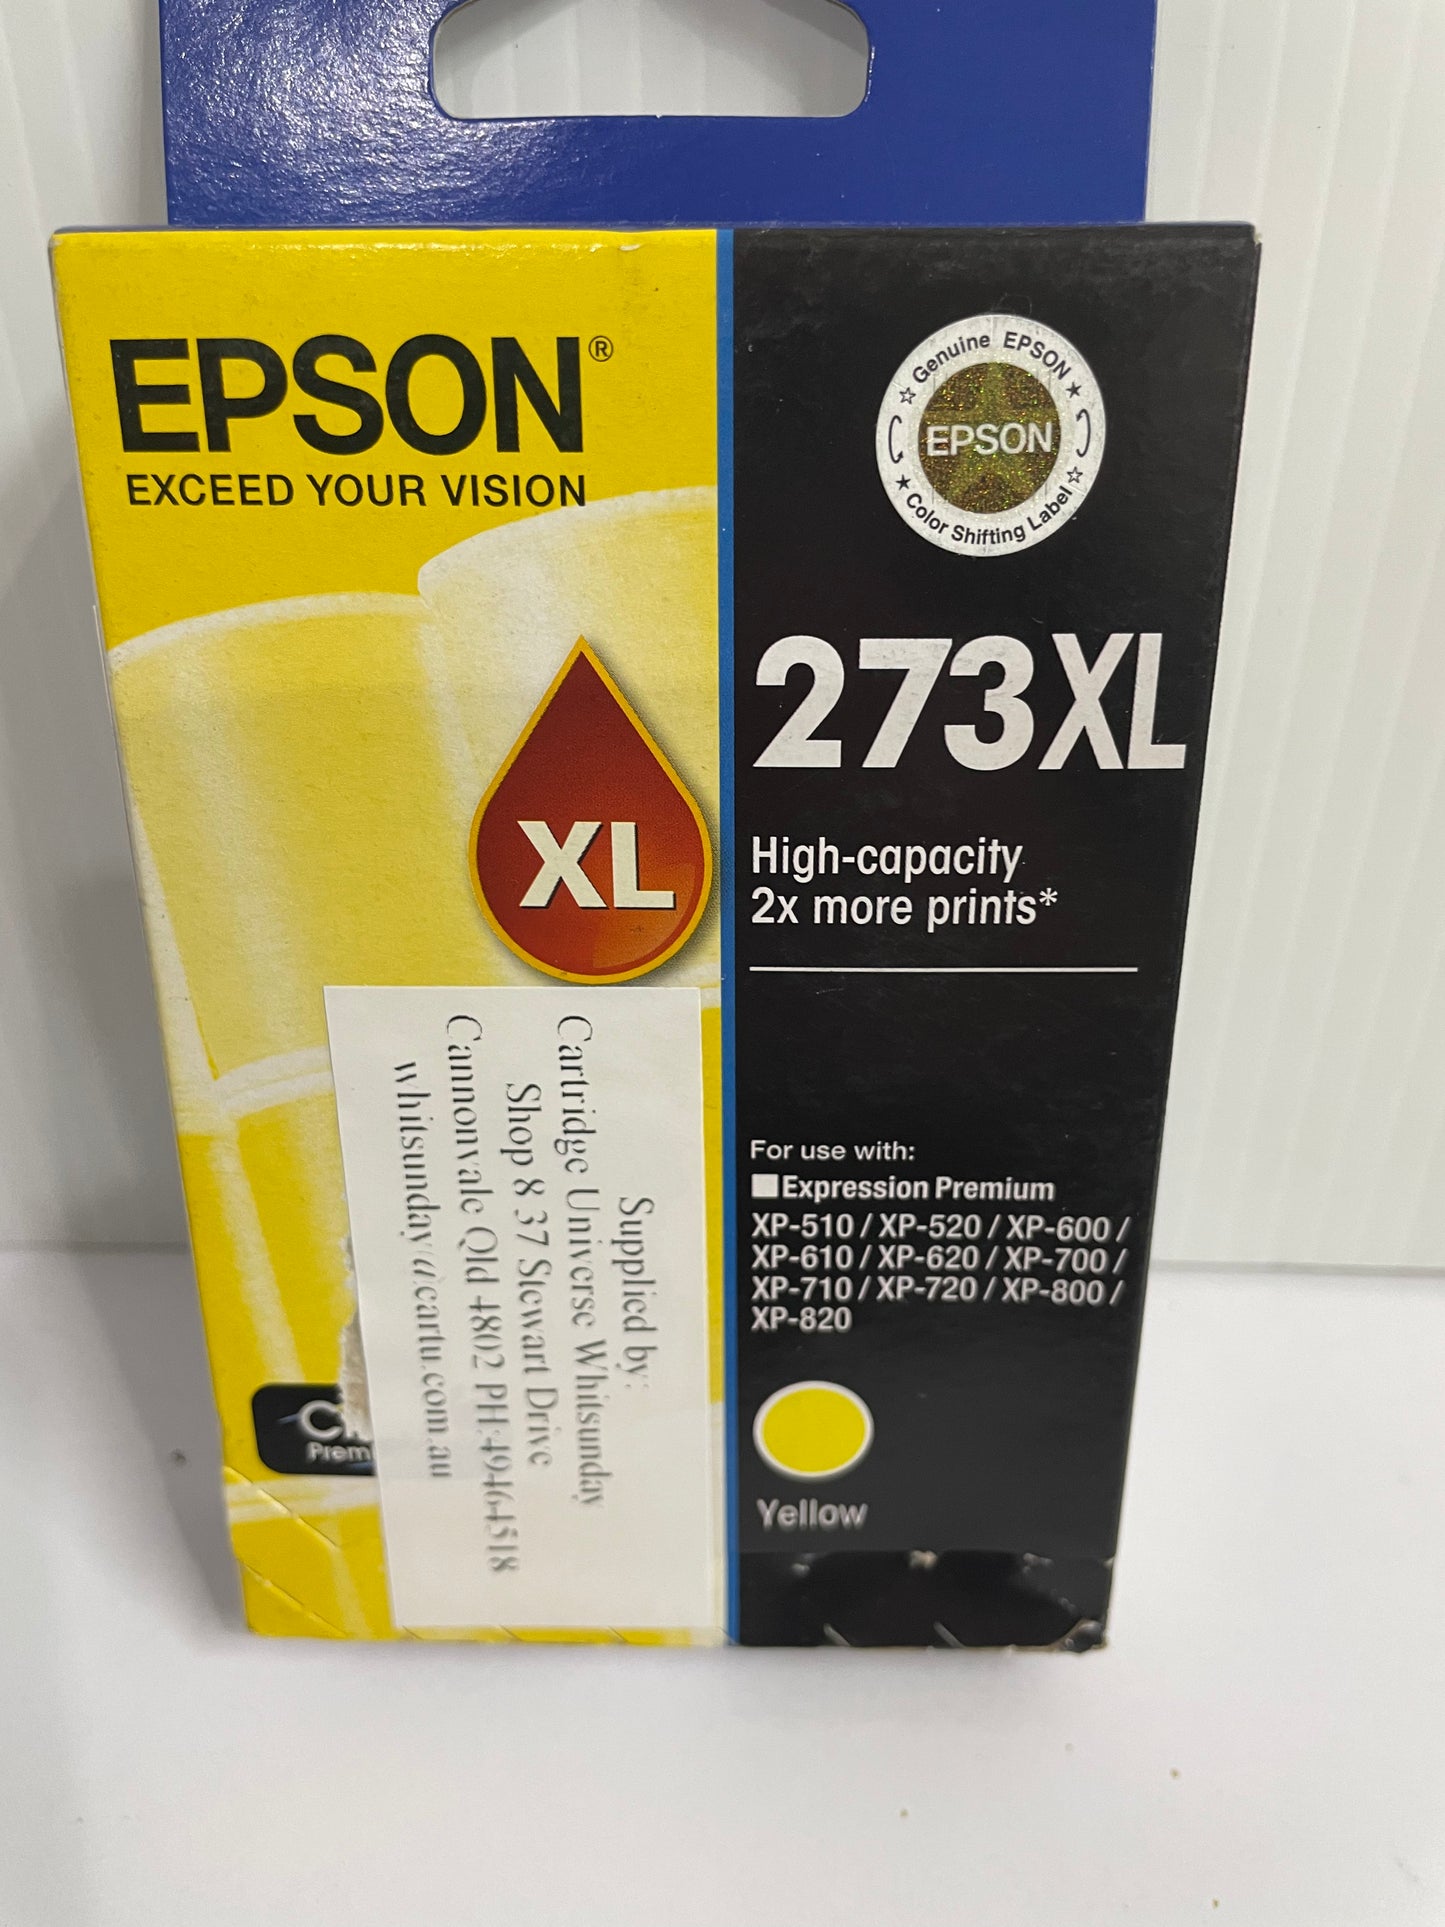 EPSON®
EXCEED YOUR VISION
XL
Genuine EPSON
EPSON
Color Shifting Label
273XL
High-capacity
2x more prints*
For use with:
Expression Premium
XP-510 / XP-520 / XP-600 /
XP-610 / XP-620 / XP-700 /
XP-710 / XP-720 / XP-800 /
XP-820
Yellow
Supplied by:
Cartridge Universe Whitsunday
Shop 8 37 Stewart Drive
Cannonvale Qld 4802 PH:49464518
whitsunday@cartu.com.au
Prem